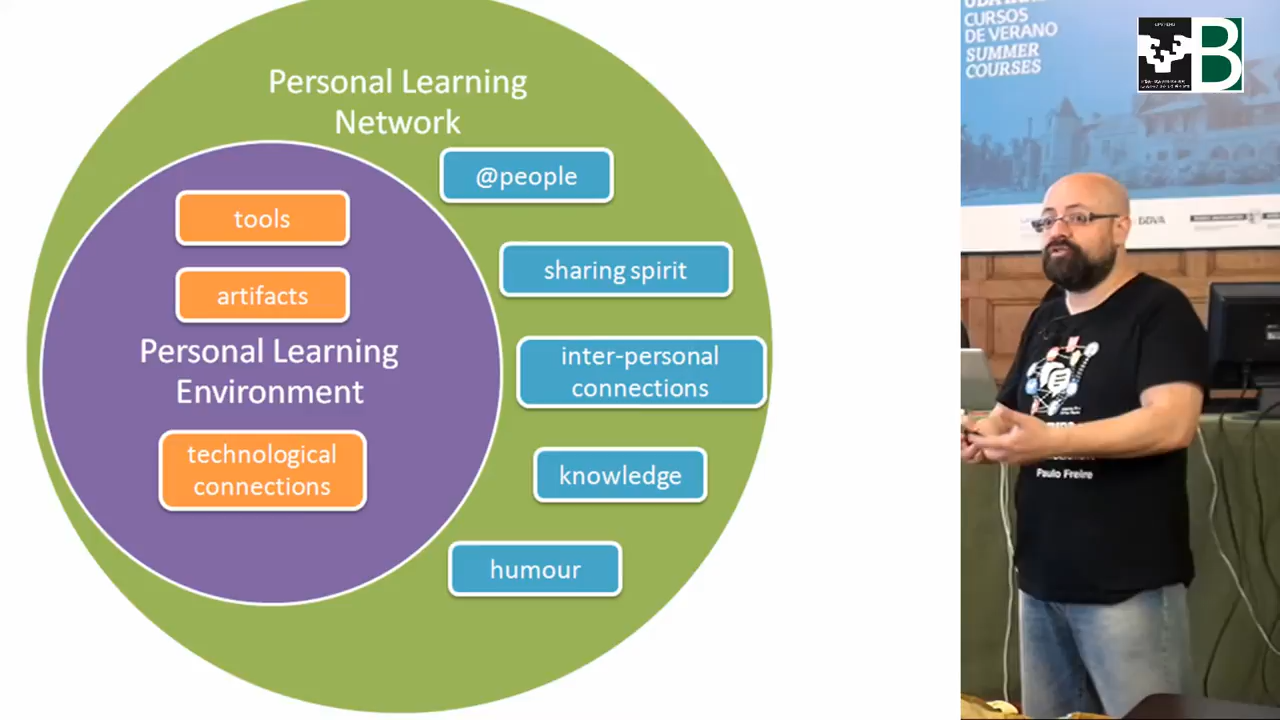 Personal Learning
Network
@people
tools
sharing spirit
artifacts
Personal Learning
Environment
inter-personal
connections
technological
connections
knowledge
humour
CURSOS
DE VERANO
SUMMER
COURSES
B
BBVA
Paulo Freire